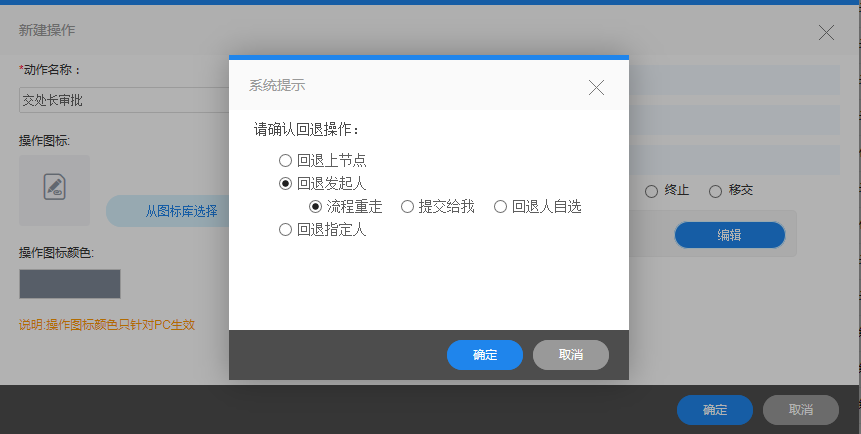 新建操作
*动作名称：
交处长审批
操作图标:
从图标库选择
操作图标颜色:
说明:操作图标颜色只针对PC生效
终止 移交
编辑
系统提示
请确认回退操作：
回退上节点
回退发起人
流程重走 提交给我 回退人自选
回退指定人
确定 取消
确定 取消